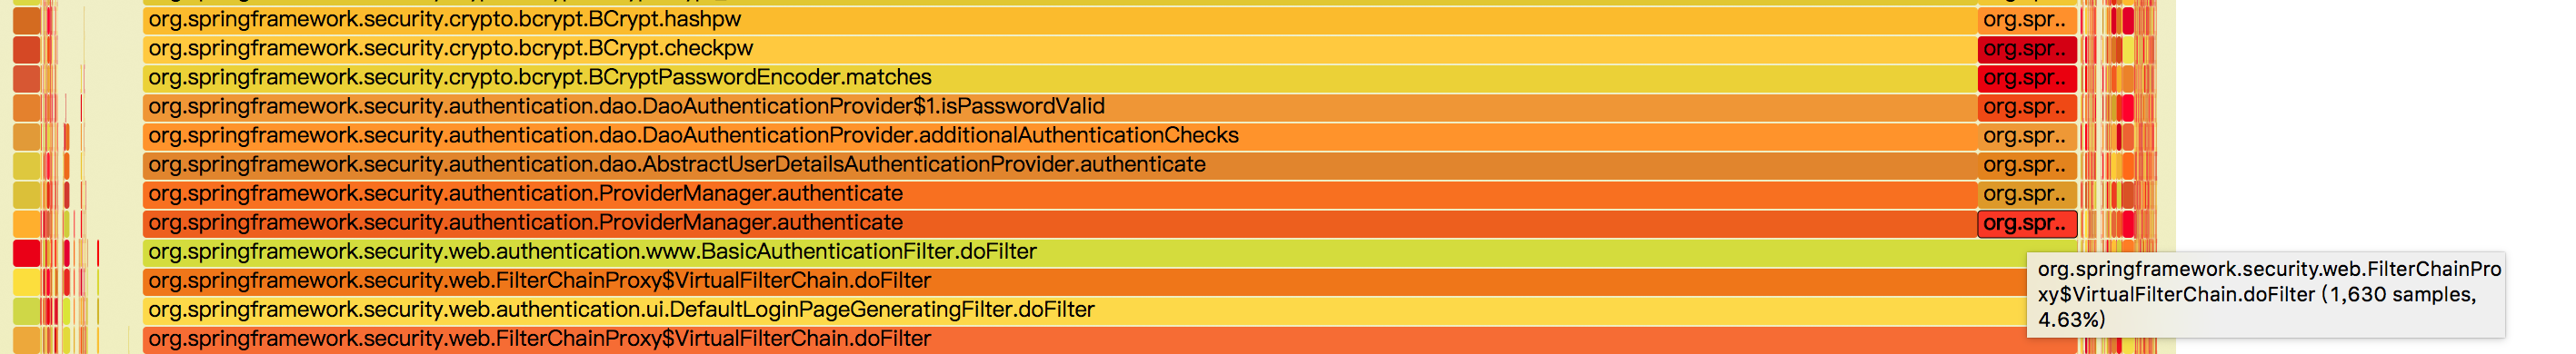 org.springframework.security.crypto.bcrypt.BCrypt.hashpw org.spr..
org.springframework.security.crypto.bcrypt.BCrypt.checkpw org.spr..
org.springframework.security.crypto.bcrypt.BCryptPasswordEncoder.matches org.spr..
org.springframework.security.authentication.dao.DaoAuthenticationProvider$1.isPasswordValid org.spr..
org.springframework.security.authentication.dao.DaoAuthenticationProvider.additionalAuthenticationChecks org.spr..
org.springframework.security.authentication.dao.AbstractUserDetailsAuthenticationProvider.authenticate org.spr..
org.springframework.security.authentication.ProviderManager.authenticate org.spr..
org.springframework.security.authentication.ProviderManager.authenticate org.spr..
org.springframework.security.web.authentication.www.BasicAuthenticationFilter.doFilter
org.springframework.security.web.FilterChainProxy$VirtualFilterChain.doFilter
org.springframework.security.web.authentication.ui.DefaultLoginPageGeneratingFilter.doFilter
org.springframework.security.web.FilterChainProxy$VirtualFilterChain.doFilter
org.springframework.security.web.FilterChainPro
xy$VirtualFilterChain.doFilter (1,630 samples,
4.63%)